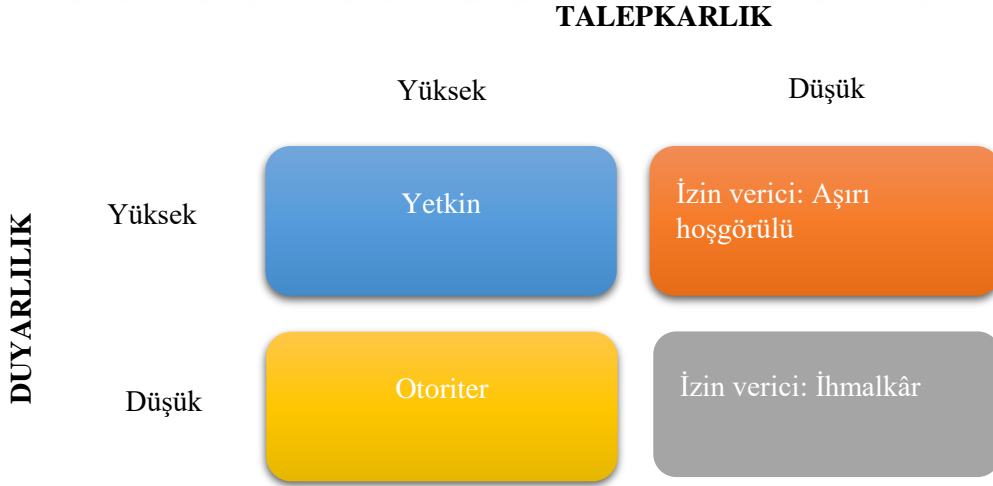 TALEPKARLIK
Yüksek
Düşük
DUYARLILIK
Yüksek
Yetkin
İzin verici: Aşırı
hoşgörülü
Düşük
Otoriter
İzin verici: İhmalkâr